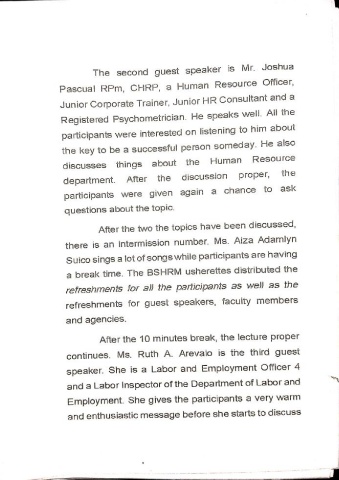 The second guest speaker is Mr. Joshua
Pascual RPm, CHRP, a Human Resource Officer,
Junior Corporate Trainer, Junior HR Consultant and a
Registered Psychometrician. He speaks well. All the
participants were interested on listening to him about
the key to be a successful person someday. He also
discusses things about the Human Resource
department. After the discussion proper, the
participants were given again a chance to ask
questions about the topic.
After the two the topics have been discussed,
there is an intermission number. Ms. Aiza Adamlyn
Suico sings a lot of songs while participants are having
a break time. The BSHRM usherettes distributed the
refreshments for all the participants as well as the
refreshments for guest speakers, faculty members
and agencies.
After the 10 minutes break, the lecture proper
continues. Ms. Ruth A. Arevalo is the third guest
speaker. She is a Labor and Employment Officer 4
and a Labor Inspector of the Department of Labor and
Employment. She gives the participants a very warm
and enthusiastic message before she starts to discuss